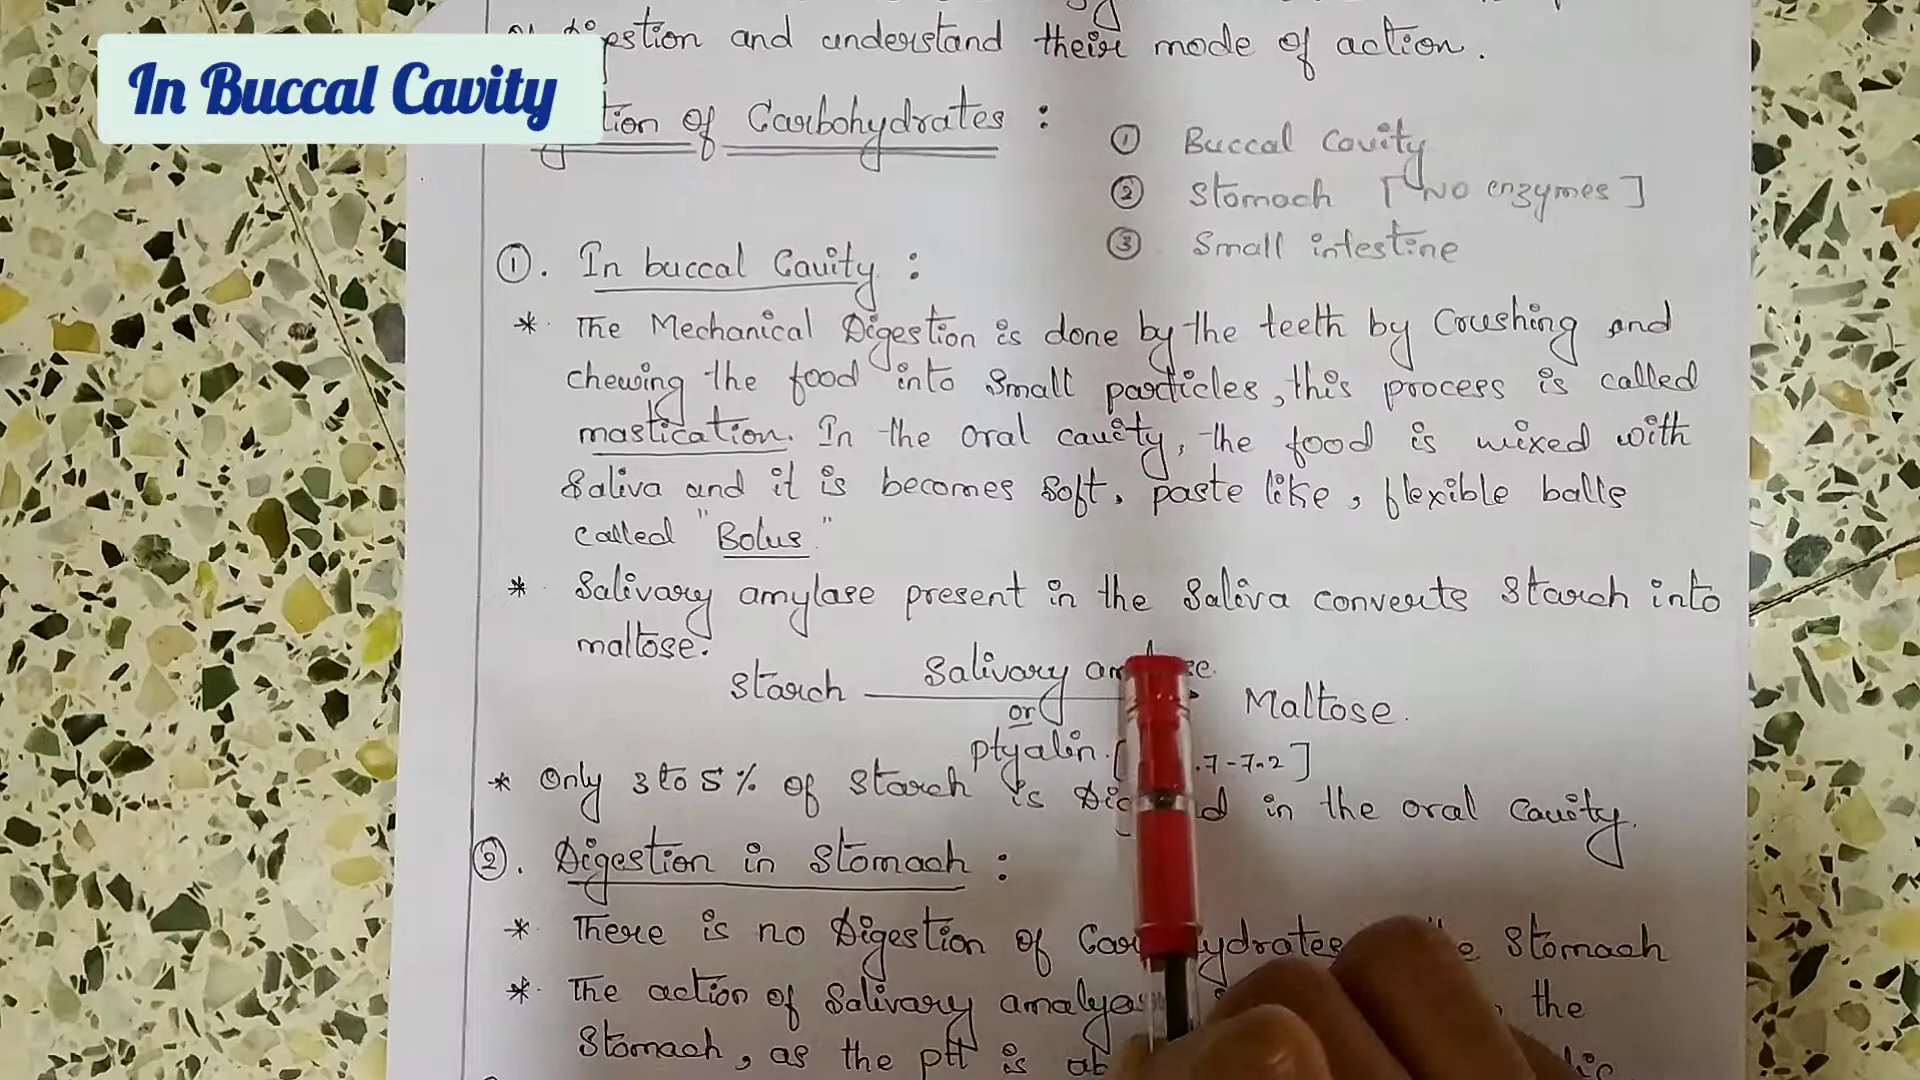 In Buccal Cavity
and understand their mode of action.
of Carbohydrates :
① Buccal Cavity
② Stomach [No enzymes]
③ Small intestine
①. In buccal Cavity :
* The Mechanical Digestion is done by the teeth by Crushing and
chewing the food into small particles, this process is called
mastication. In the oral cavity, the food is mixed with
Saliva and it is becomes soft, paste like, flexible balls
called "Bolus."
* Salivary amylase present in the Saliva converts Starch into
maltose.
Starch Salivary Maltose.
or
ptyalin. [ .7-7.2]
* Only 3 to 5% of starch is in the oral cavity.
②. Digestion in Stomach :
* There is no Digestion of Stomach
* The action of Salivary the
Stomach, as the pH is